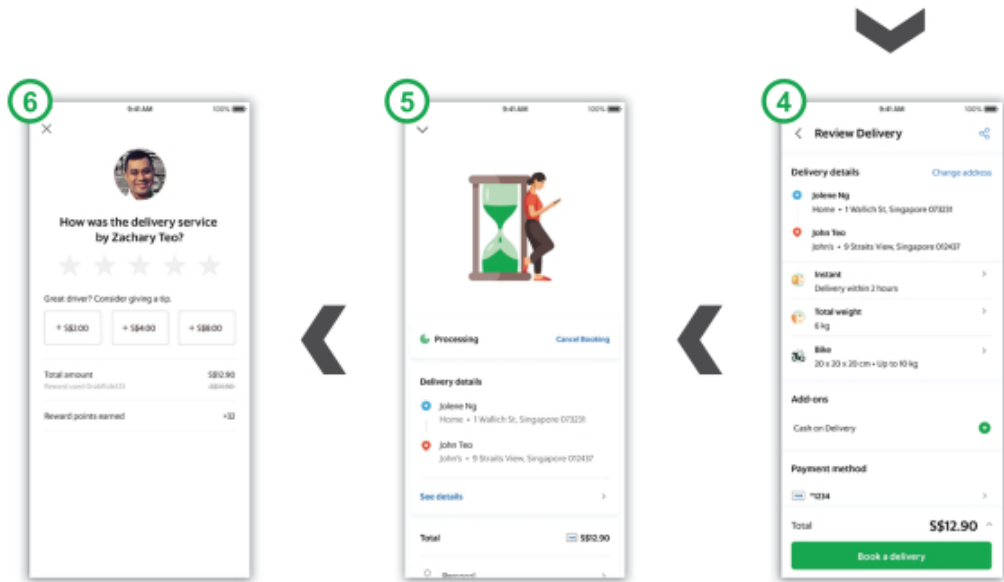 6
9:41 AM 100%
How was the delivery service
by Zachary Teo?
Great driver? Consider giving a tip.
+ S$2.00 + S$4.00 + S$8.00
Total amount S$12.90
Reward used GrabRide123
Reward points earned +32
5
9:41 AM 100%
Processing Cancel Booking
Delivery details
Jolene Ng
Home • 1 Wallich St, Singapore 073231
John Teo
John's • 9 Straits View, Singapore 012437
See details
Total S$12.90
Personal
4
9:41 AM 100%
Review Delivery
Delivery details Change address
Jolene Ng
Home • 1 Wallich St, Singapore 073231
John Teo
John's • 9 Straits View, Singapore 012437
Instant
Delivery within 2 hours
Total weight
6 kg
Bike
20 x 20 x 20 cm • Up to 10 kg
Add-ons
Cash on Delivery
Payment method
*1234
Total S$12.90
Book a delivery